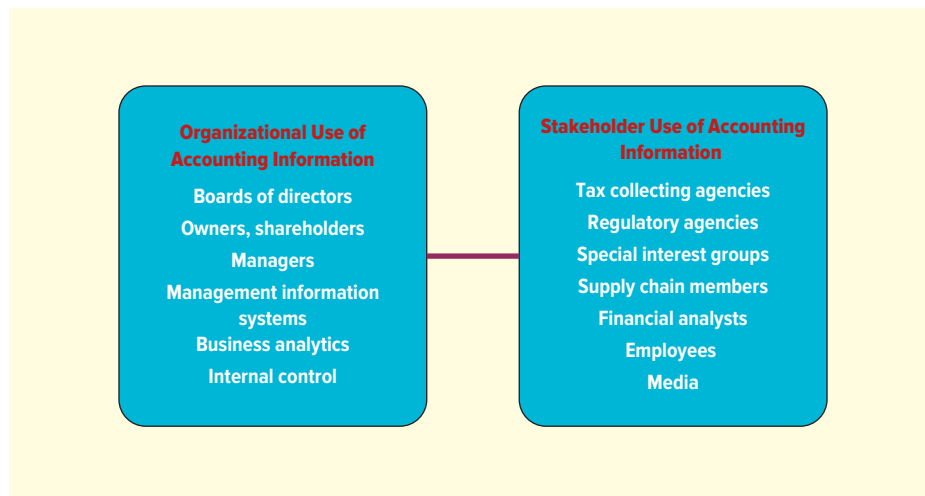 Organizational Use of
Accounting Information
Boards of directors
Owners, shareholders
Managers
Management information
systems
Business analytics
Internal control
Stakeholder Use of Accounting
Information
Tax collecting agencies
Regulatory agencies
Special interest groups
Supply chain members
Financial analysts
Employees
Media